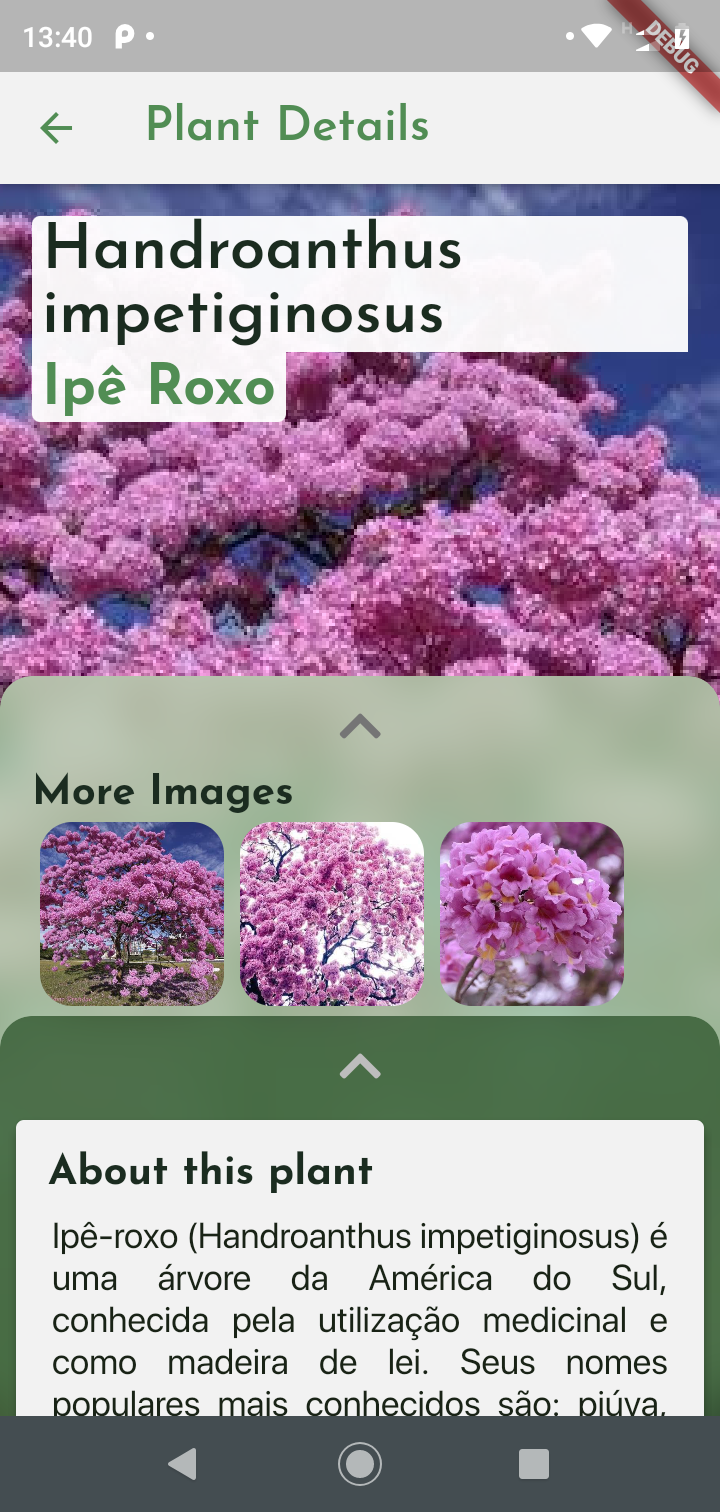 13:40
H
DEBUG
Plant Details
Handroanthus
impetiginosus
Ipê Roxo
More Images
About this plant
Ipê-roxo (Handroanthus impetiginosus) é
uma árvore da América do Sul,
conhecida pela utilização medicinal e
como madeira de lei. Seus nomes
populares mais conhecidos são: piúva,